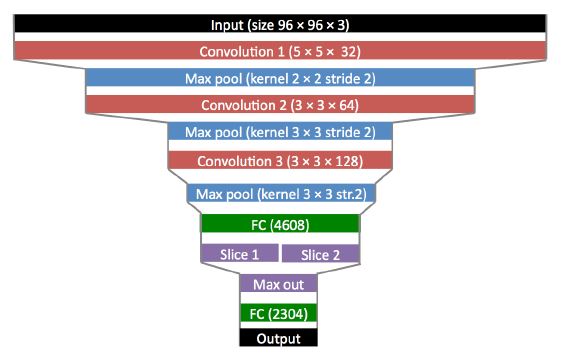 Input (size 96 × 96 × 3)
Convolution 1 (5 × 5 × 32)
Max pool (kernel 2 × 2 stride 2)
Convolution 2 (3 × 3 × 64)
Max pool (kernel 3 × 3 stride 2)
Convolution 3 (3 × 3 × 128)
Max pool (kernel 3 × 3 str.2)
FC (4608)
Slice 1 Slice 2
Max out
FC (2304)
Output